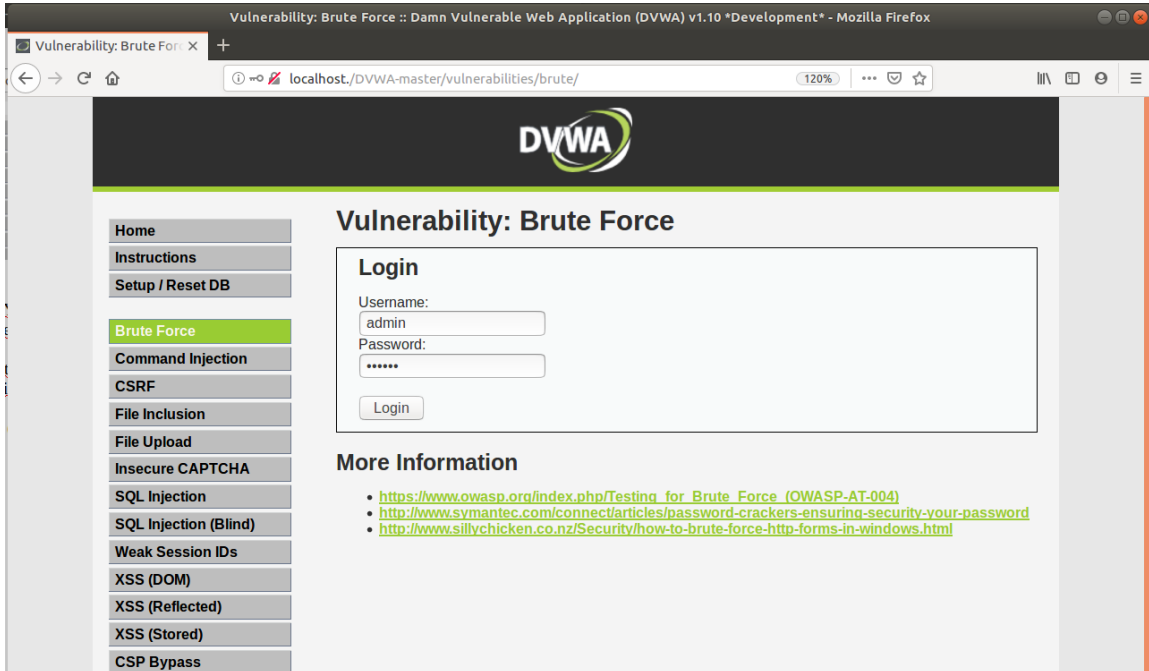 Vulnerability: Brute Force :: Damn Vulnerable Web Application (DVWA) v1.10 *Development* - Mozilla Firefox
Vulnerability: Brute Forc
localhost./DVWA-master/vulnerabilities/brute/
120%
DVWA
Home
Instructions
Setup / Reset DB
Brute Force
Command Injection
CSRF
File Inclusion
File Upload
Insecure CAPTCHA
SQL Injection
SQL Injection (Blind)
Weak Session IDs
XSS (DOM)
XSS (Reflected)
XSS (Stored)
CSP Bypass
Vulnerability: Brute Force
Login
Username:
admin
Password:
••••••
Login
More Information
• https://www.owasp.org/index.php/Testing_for_Brute_Force_(OWASP-AT-004)
• http://www.symantec.com/connect/articles/password-crackers-ensuring-security-your-password
• http://www.sillychicken.co.nz/Security/how-to-brute-force-http-forms-in-windows.html